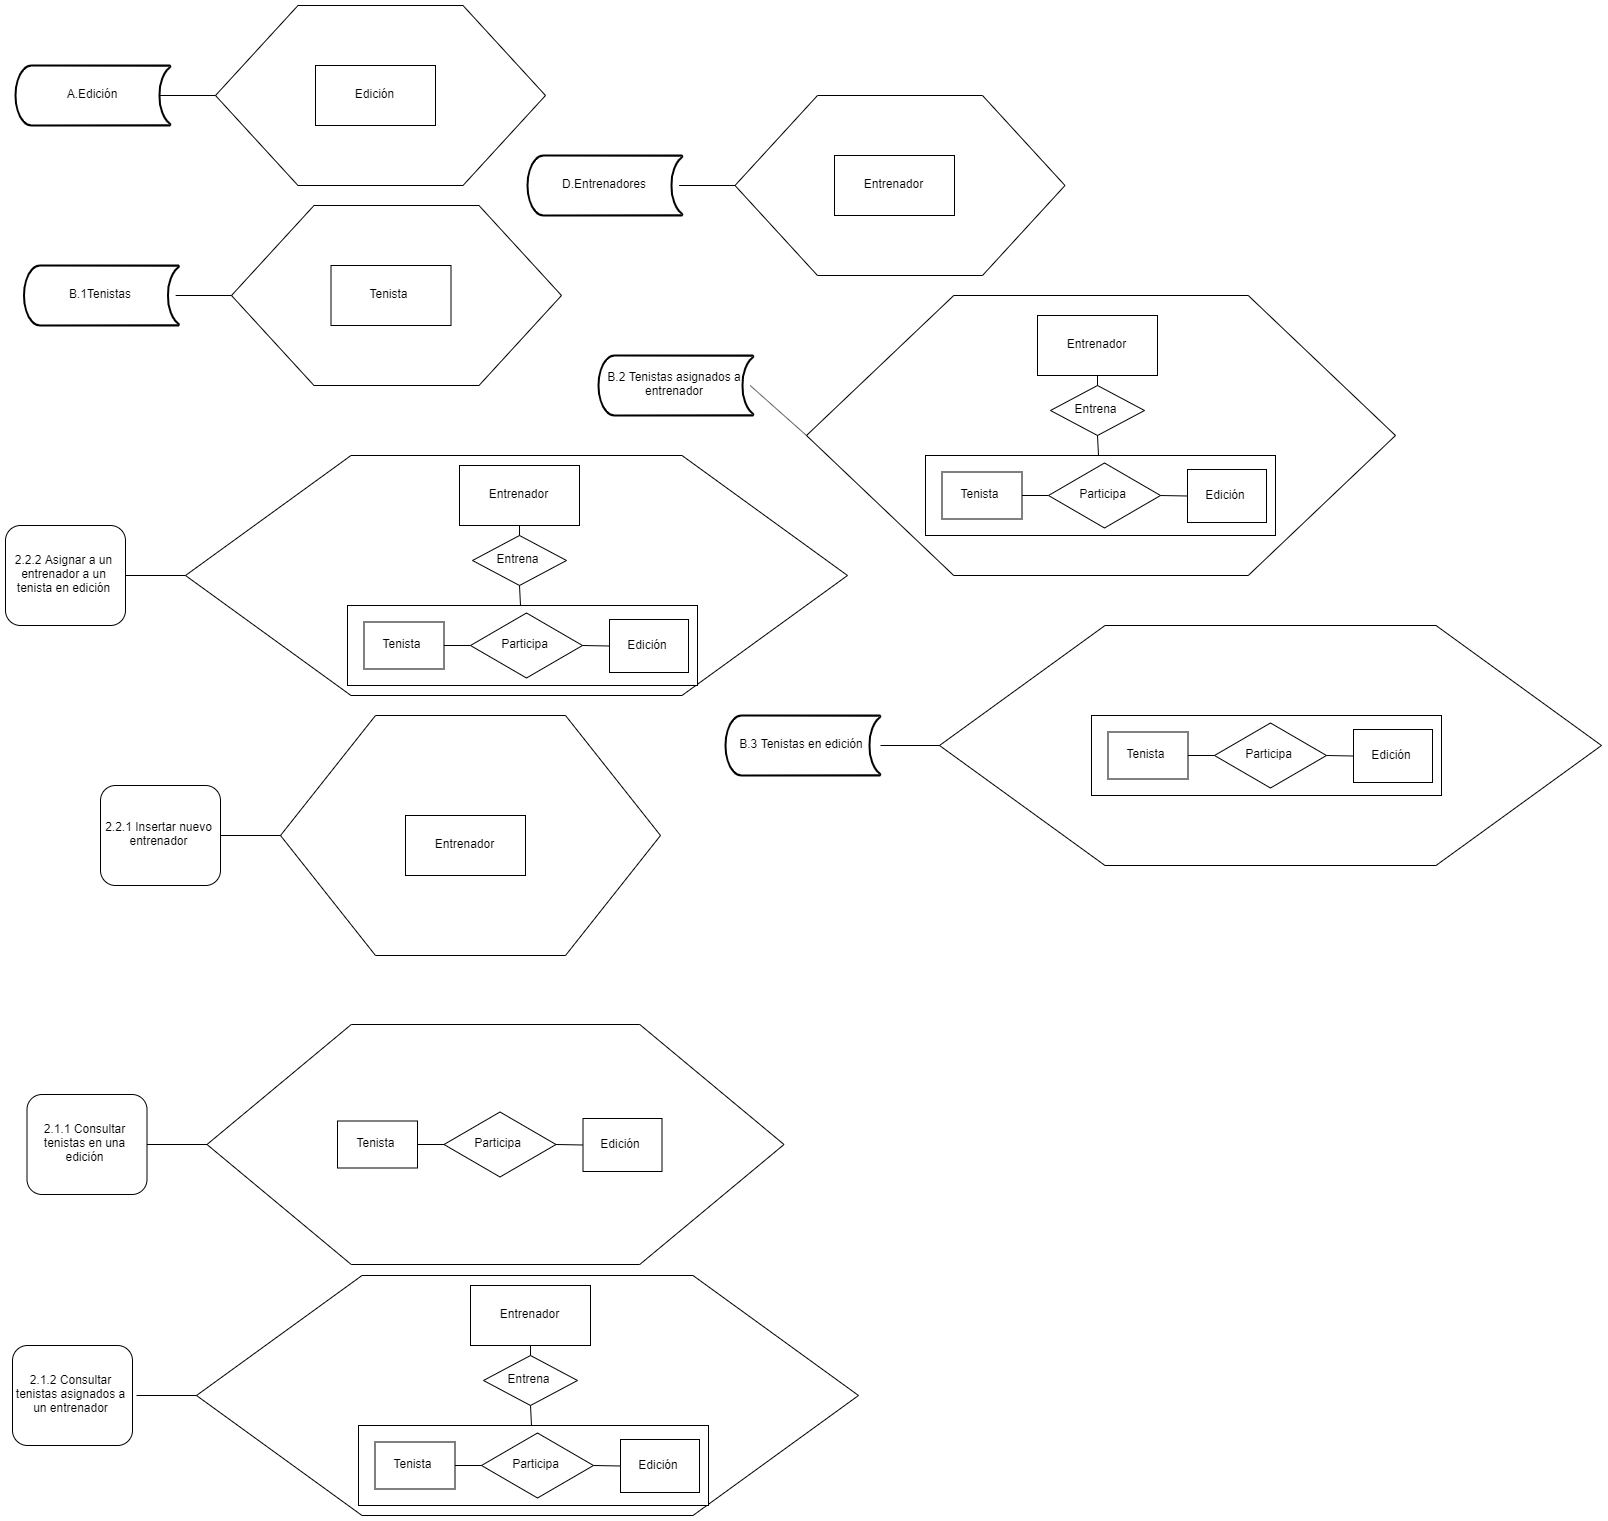 A.Edición
Edición
D.Entrenadores
Entrenador
B.1Tenistas
Tenista
Entrenador
B.2 Tenistas asignados a
entrenador
Entrena
Tenista
Participa
Edición
Entrenador
2.2.2 Asignar a un
entrenador a un
tenista en edición
Entrena
Tenista
Participa
Edición
B.3 Tenistas en edición
Tenista
Participa
Edición
2.2.1 Insertar nuevo
entrenador
Entrenador
2.1.1 Consultar
tenistas en una
edición
Tenista
Participa
Edición
Entrenador
2.1.2 Consultar
tenistas asignados a
un entrenador
Entrena
Tenista
Participa
Edición